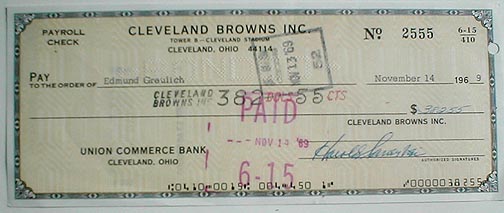 PAYROLL CHECK
CLEVELAND BROWNS INC.
TOWER B – CLEVELAND STADIUM
CLEVELAND, OHIO 44114
No 2555
6-15
410
PAY
TO THE ORDER OF Edmund Graulich November 14 1969
CLEVELAND
BROWNS INC 382 DOLS 55 CTS
$ 38255
CLEVELAND BROWNS INC.
PAID
NOV 14 '69
6-15
UNION COMMERCE BANK
CLEVELAND, OHIO
AUTHORIZED SIGNATURES